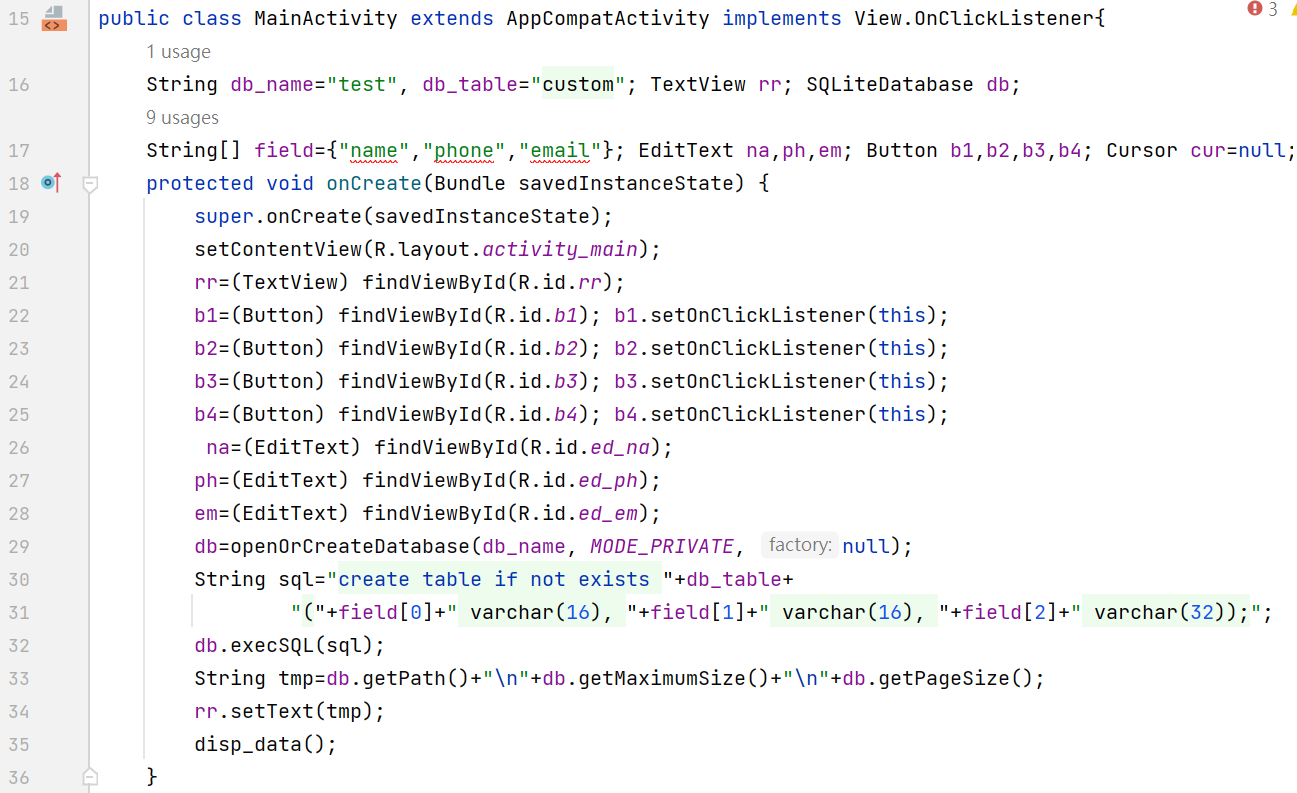 15 public class MainActivity extends AppCompatActivity implements View.OnClickListener{ 3
1 usage
16 String db_name="test", db_table="custom"; TextView rr; SQLiteDatabase db;
9 usages
17 String[] field={"name","phone","email"}; EditText na,ph,em; Button b1,b2,b3,b4; Cursor cur=null;
18 protected void onCreate(Bundle savedInstanceState) {
19 super.onCreate(savedInstanceState);
20 setContentView(R.layout.activity_main);
21 rr=(TextView) findViewById(R.id.rr);
22 b1=(Button) findViewById(R.id.b1); b1.setOnClickListener(this);
23 b2=(Button) findViewById(R.id.b2); b2.setOnClickListener(this);
24 b3=(Button) findViewById(R.id.b3); b3.setOnClickListener(this);
25 b4=(Button) findViewById(R.id.b4); b4.setOnClickListener(this);
26 na=(EditText) findViewById(R.id.ed_na);
27 ph=(EditText) findViewById(R.id.ed_ph);
28 em=(EditText) findViewById(R.id.ed_em);
29 db=openOrCreateDatabase(db_name, MODE_PRIVATE, factory: null);
30 String sql="create table if not exists "+db_table+
31 "("+field[0]+" varchar(16), "+field[1]+" varchar(16), "+field[2]+" varchar(32));";
32 db.execSQL(sql);
33 String tmp=db.getPath()+"\n"+db.getMaximumSize()+"\n"+db.getPageSize();
34 rr.setText(tmp);
35 disp_data();
36 }